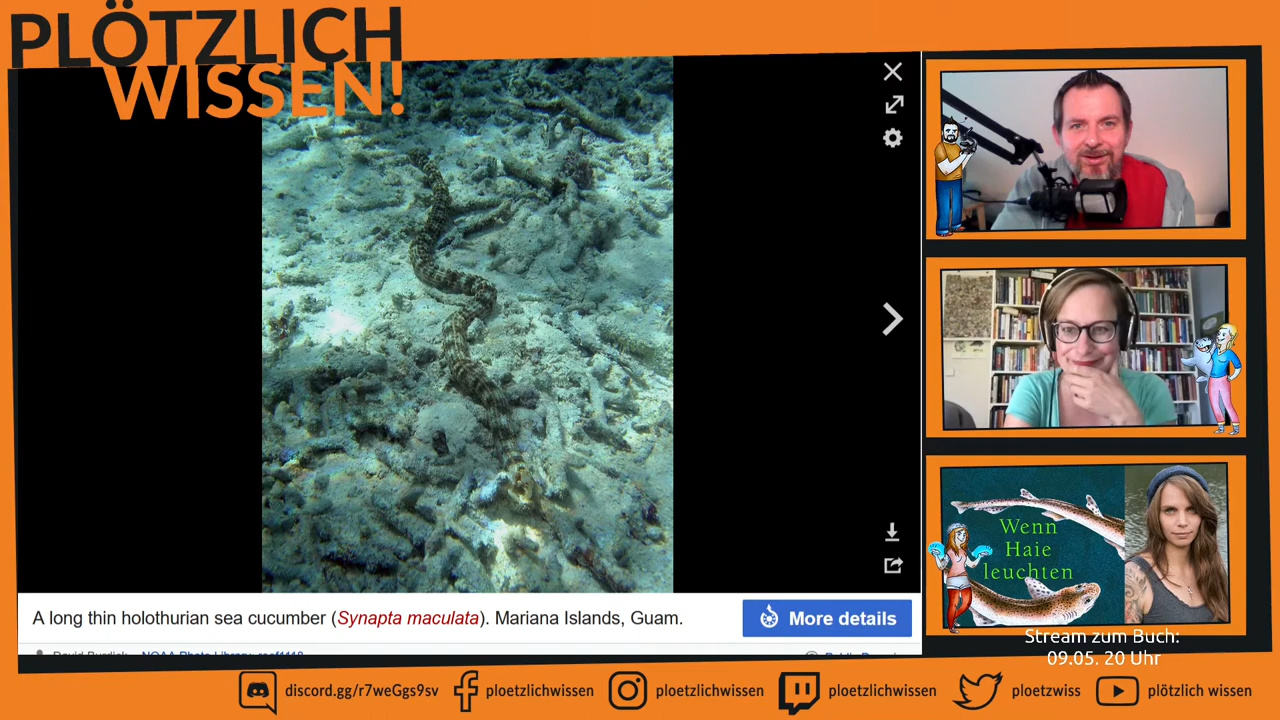 PLÖTZLICH
WISSEN!
A long thin holothurian sea cucumber (Synapta maculata). Mariana Islands, Guam.
More details
Wenn
Haie
leuchten
Stream zum Buch:
09.05. 20 Uhr
discord.gg/r7weGgs9sv
ploetzlichwissen
ploetzlichwissen
ploetzlichwissen
ploetzwiss
plötzlich wissen